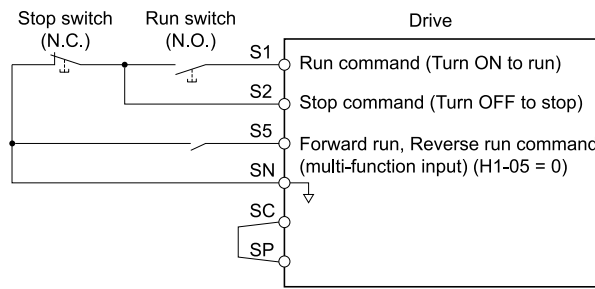 Stop switch
(N.C.)
Run switch
(N.O.)
Drive
S1
Run command (Turn ON to run)
S2
Stop command (Turn OFF to stop)
S5
Forward run, Reverse run command
(multi-function input) (H1-05 = 0)
SN
SC
SP